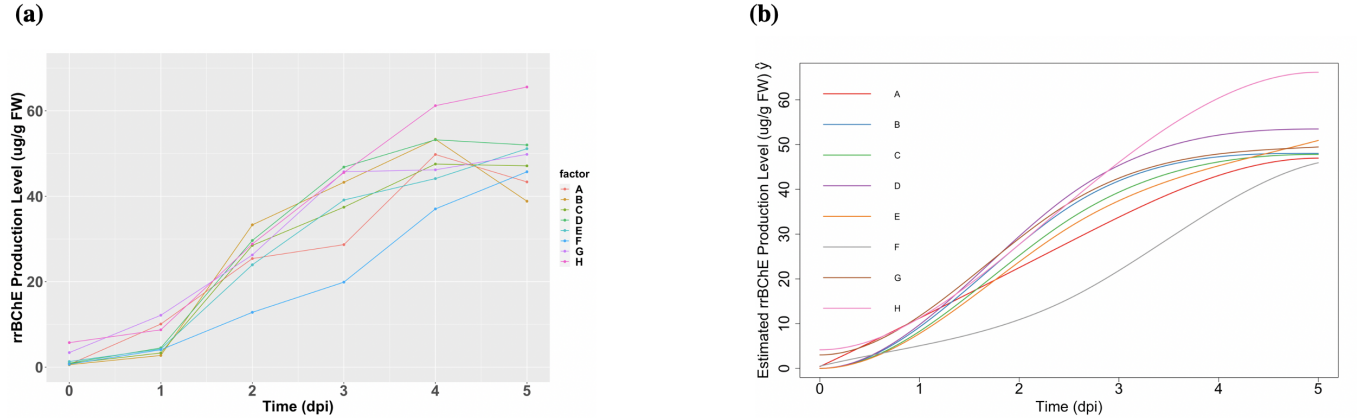 (a)
rrBChE Production Level (ug/g FW)
60
40
20
0
0 1 2 3 4 5
Time (dpi)
factor
A
B
C
D
E
F
G
H
(b)
Estimated rrBChE Production Level (ug/g FW) ŷ
60
50
40
30
20
10
0
A
B
C
D
E
F
G
H
0 1 2 3 4 5
Time (dpi)